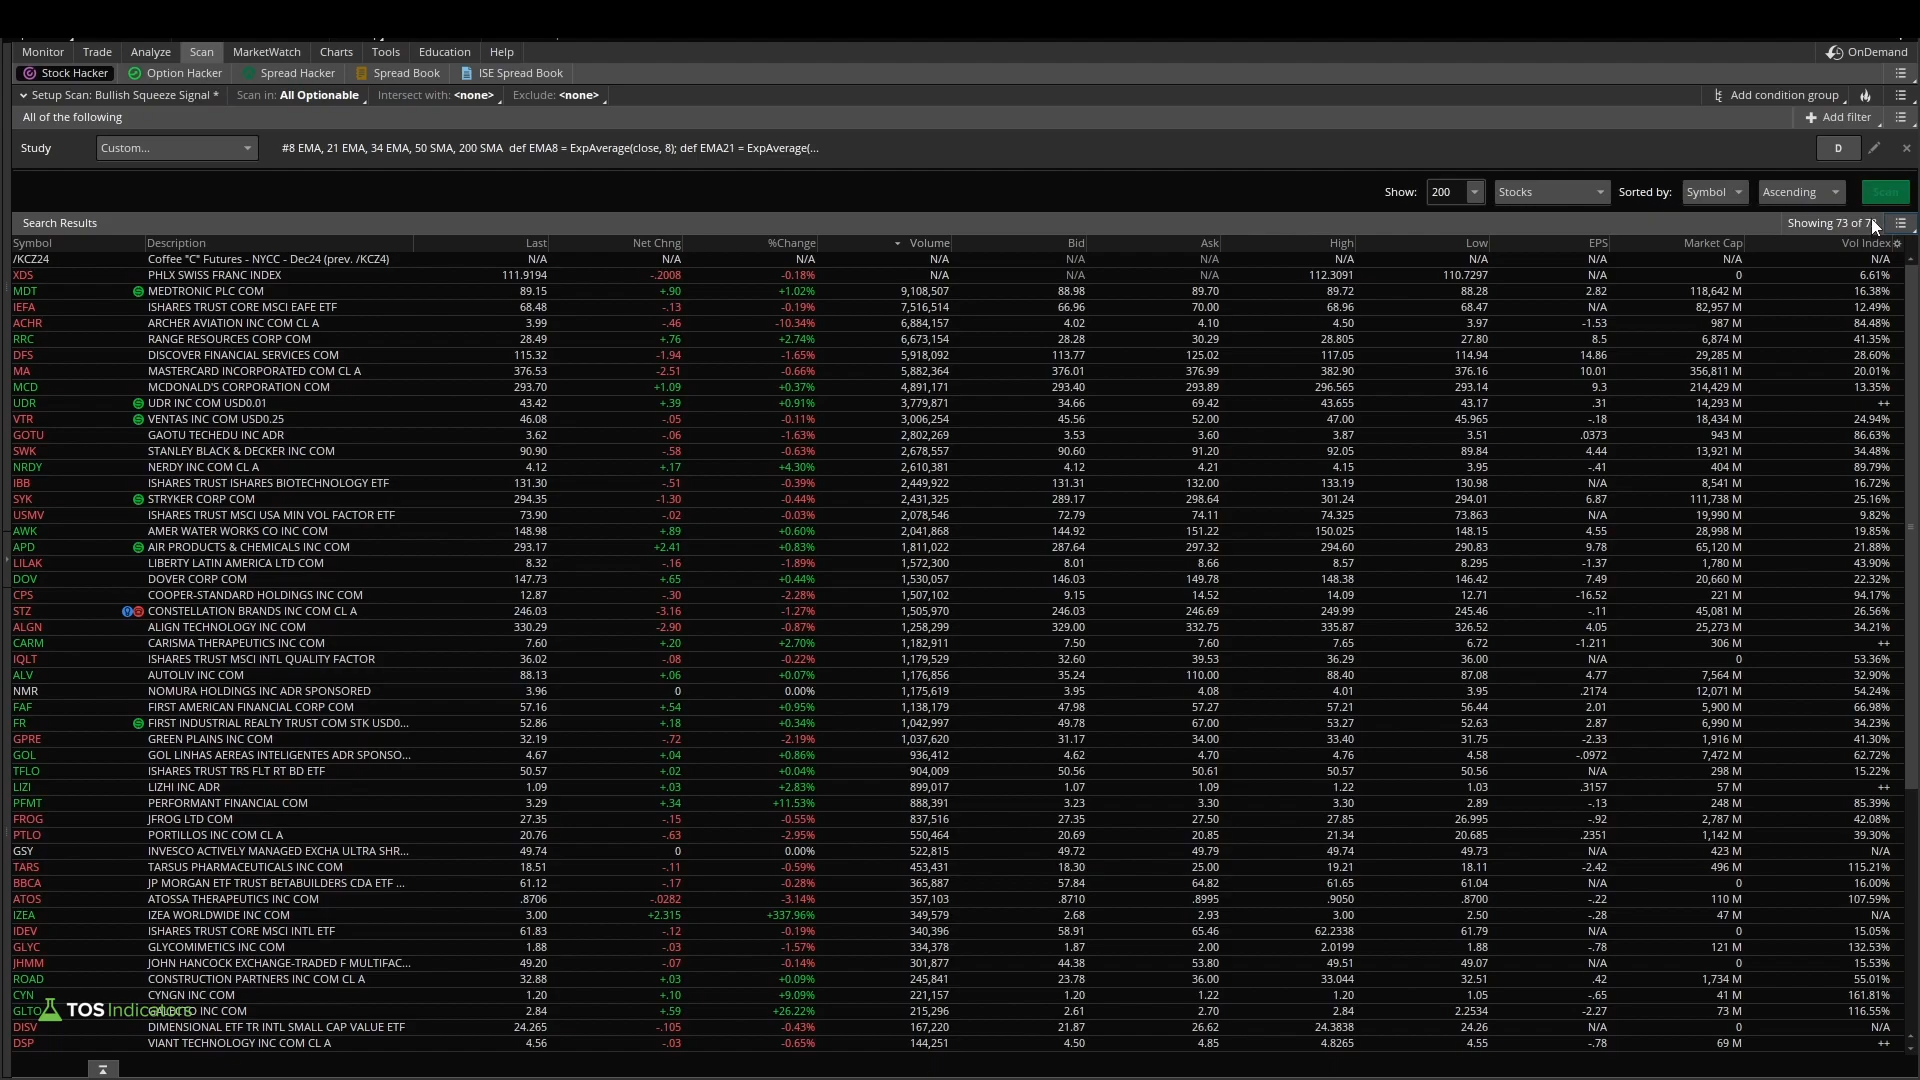 Monitor Trade Analyze Scan MarketWatch Charts Tools Education Help OnDemand
Stock Hacker Option Hacker Spread Hacker Spread Book ISE Spread Book
Setup Scan: Bullish Squeeze Signal * Scan in: All Optionable Intersect with: <none> Exclude: <none> Add condition group
All of the following Add filter
Study Custom... #8 EMA, 21 EMA, 34 EMA, 50 SMA, 200 SMA def EMA8 = ExpAverage(close, 8); def EMA21 = ExpAverage(... D
Show: 200 Stocks Sorted by: Symbol Ascending Scan
Search Results Showing 73 of
Symbol Description Last Net Chng %Change Volume Bid Ask High Low EPS Market Cap Vol Index
/KCZ24 Coffee "C" Futures - NYCC - Dec24 (prev. /KCZ4) N/A N/A N/A N/A N/A N/A N/A N/A N/A N/A N/A
XDS PHLX SWISS FRANC INDEX 111.9194 -.2008 -0.18% N/A N/A N/A 112.3091 110.7297 N/A 0 6.61%
MDT MEDTRONIC PLC COM 89.15 +.90 +1.02% 9,108,507 88.98 89.70 89.72 88.28 2.82 118,642 M 16.38%
IEFA ISHARES TRUST CORE MSCI EAFE ETF 68.48 -.13 -0.19% 7,516,514 66.96 70.00 68.96 68.47 N/A 82,957 M 12.49%
ACHR ARCHER AVIATION INC COM CL A 3.99 -.46 -10.34% 6,884,157 4.02 4.10 4.50 3.97 -1.53 987 M 84.48%
RRC RANGE RESOURCES CORP COM 28.49 +.76 +2.74% 6,673,154 28.28 30.29 28.805 27.80 8.5 6,874 M 41.35%
DFS DISCOVER FINANCIAL SERVICES COM 115.32 -1.94 -1.65% 5,918,092 113.77 125.02 117.05 114.94 14.86 29,285 M 28.60%
MA MASTERCARD INCORPORATED COM CL A 376.53 -2.51 -0.66% 5,882,364 376.01 376.99 382.90 376.16 10.01 356,811 M 20.01%
MCD MCDONALD'S CORPORATION COM 293.70 +1.09 +0.37% 4,891,171 293.40 293.89 296.565 293.14 9.3 214,429 M 13.35%
UDR UDR INC COM USD0.01 43.42 +.39 +0.91% 3,779,871 34.66 69.42 43.655 43.17 .31 14,293 M ++
VTR VENTAS INC COM USD0.25 46.08 -.05 -0.11% 3,006,254 45.56 52.00 47.00 45.965 -.18 18,434 M 24.94%
GOTU GAOTU TECHEDU INC ADR 3.62 -.06 -1.63% 2,802,269 3.53 3.60 3.87 3.51 .0373 943 M 86.63%
SWK STANLEY BLACK & DECKER INC COM 90.90 -.58 -0.63% 2,678,557 90.60 91.20 92.05 89.84 4.44 13,921 M 34.48%
NRDY NERDY INC COM CL A 4.12 +.17 +4.30% 2,610,381 4.12 4.21 4.15 3.95 -.41 404 M 89.79%
IBB ISHARES TRUST ISHARES BIOTECHNOLOGY ETF 131.30 -.51 -0.39% 2,449,922 131.31 132.00 133.19 130.98 N/A 8,541 M 16.72%
SYK STRYKER CORP COM 294.35 -1.30 -0.44% 2,431,325 289.17 298.64 301.24 294.01 6.87 111,738 M 25.16%
USMV ISHARES TRUST MSCI USA MIN VOL FACTOR ETF 73.90 -.02 -0.03% 2,078,546 72.79 74.11 74.325 73.863 N/A 19,990 M 9.82%
AWK AMER WATER WORKS CO INC COM 148.98 +.89 +0.60% 2,041,868 144.92 151.22 150.025 148.15 4.55 28,998 M 19.85%
APD AIR PRODUCTS & CHEMICALS INC COM 293.17 +2.41 +0.83% 1,811,022 287.64 297.32 294.60 290.83 9.78 65,120 M 21.88%
LILAK LIBERTY LATIN AMERICA LTD COM 8.32 -.16 -1.89% 1,572,300 8.01 8.66 8.57 8.295 -1.37 1,780 M 43.90%
DOV DOVER CORP COM 147.73 +.65 +0.44% 1,530,057 146.03 149.78 148.38 146.42 7.49 20,660 M 22.32%
CPS COOPER-STANDARD HOLDINGS INC COM 12.87 -.30 -2.28% 1,507,102 9.15 14.52 14.09 12.71 -16.52 221 M 94.17%
STZ CONSTELLATION BRANDS INC COM CL A 246.03 -3.16 -1.27% 1,505,970 246.03 246.69 249.99 245.46 -.11 45,081 M 26.56%
ALGN ALIGN TECHNOLOGY INC COM 330.29 -2.90 -0.87% 1,258,299 329.00 332.75 335.87 326.52 4.05 25,273 M 34.21%
CARM CARISMA THERAPEUTICS INC COM 7.60 +.20 +2.70% 1,182,911 7.50 7.60 7.65 6.72 -1.211 306 M ++
IQLT ISHARES TRUST MSCI INTL QUALITY FACTOR 36.02 -.08 -0.22% 1,179,529 32.60 39.53 36.29 36.00 N/A 0 53.36%
ALV AUTOLIV INC COM 88.13 +.06 +0.07% 1,176,856 35.24 110.00 88.40 87.08 4.77 7,564 M 32.90%
NMR NOMURA HOLDINGS INC ADR SPONSORED 3.96 0 0.00% 1,175,619 3.95 4.08 4.01 3.95 .2174 12,071 M 54.24%
FAF FIRST AMERICAN FINANCIAL CORP COM 57.16 +.54 +0.95% 1,138,179 47.98 57.27 57.21 56.44 2.01 5,900 M 66.98%
FR FIRST INDUSTRIAL REALTY TRUST COM STK USD0... 52.86 +.18 +0.34% 1,042,997 49.78 67.00 53.27 52.63 2.87 6,990 M 34.23%
GPRE GREEN PLAINS INC COM 32.19 -.72 -2.19% 1,037,620 31.17 34.00 33.40 31.75 -2.33 1,916 M 41.30%
GOL GOL LINHAS AEREAS INTELIGENTES ADR SPONSO... 4.67 +.04 +0.86% 936,412 4.62 4.70 4.76 4.58 -.0972 7,472 M 62.72%
TFLO ISHARES TRUST TRS FLT RT BD ETF 50.57 +.02 +0.04% 904,009 50.56 50.61 50.57 50.56 N/A 298 M 15.22%
LIZI LIZHI INC ADR 1.09 +.03 +2.83% 899,017 1.07 1.09 1.22 1.03 .3157 57 M ++
PFMT PERFORMANT FINANCIAL COM 3.29 +.34 +11.53% 888,391 3.23 3.30 3.30 2.89 -.13 248 M 85.39%
FROG JFROG LTD COM 27.35 -.15 -0.55% 837,516 27.35 27.50 27.85 26.995 -.92 2,787 M 42.08%
PTLO PORTILLOS INC COM CL A 20.76 -.63 -2.95% 550,464 20.69 20.85 21.34 20.685 .2351 1,142 M 39.30%
GSY INVESCO ACTIVELY MANAGED EXCHA ULTRA SHR... 49.74 0 0.00% 522,815 49.72 49.79 49.74 49.73 N/A 423 M N/A
TARS TARSUS PHARMACEUTICALS INC COM 18.51 -.11 -0.59% 453,431 18.30 25.00 19.21 18.11 -2.42 496 M 115.21%
BBCA JP MORGAN ETF TRUST BETABUILDERS CDA ETF ... 61.12 -.17 -0.28% 365,887 57.84 64.82 61.65 61.04 N/A 0 16.00%
ATOS ATOSSA THERAPEUTICS INC COM .8706 -.0282 -3.14% 357,103 .8710 .8995 .9050 .8700 -.22 110 M 107.59%
IZEA IZEA WORLDWIDE INC COM 3.00 +2.315 +337.96% 349,579 2.68 2.93 3.00 2.50 -.28 47 M N/A
IDEV ISHARES TRUST CORE MSCI INTL ETF 61.83 -.12 -0.19% 340,396 58.91 65.46 62.2338 61.79 N/A 0 15.05%
GLYC GLYCOMIMETICS INC COM 1.88 -.03 -1.57% 334,378 1.87 2.00 2.0199 1.88 -.78 121 M 132.53%
JHMM JOHN HANCOCK EXCHANGE-TRADED F MULTIFAC... 49.20 -.07 -0.14% 301,877 44.38 53.80 49.51 49.07 N/A 0 15.53%
ROAD CONSTRUCTION PARTNERS INC COM CL A 32.88 +.03 +0.09% 245,841 23.78 36.00 33.044 32.51 .42 1,734 M 55.01%
CYN CYNGN INC COM 1.20 +.10 +9.09% 221,157 1.20 1.22 1.20 1.05 -.65 41 M 161.81%
GLTO TOS Indicators INC COM 2.84 +.59 +26.22% 215,296 2.61 2.70 2.84 2.2534 -2.27 73 M 116.55%
DISV DIMENSIONAL ETF TR INTL SMALL CAP VALUE ETF 24.265 -.105 -0.43% 167,220 21.87 26.62 24.3838 24.26 N/A 0 N/A
DSP VIANT TECHNOLOGY INC COM CL A 4.56 -.03 -0.65% 144,251 4.50 4.85 4.8265 4.55 -.78 69 M ++